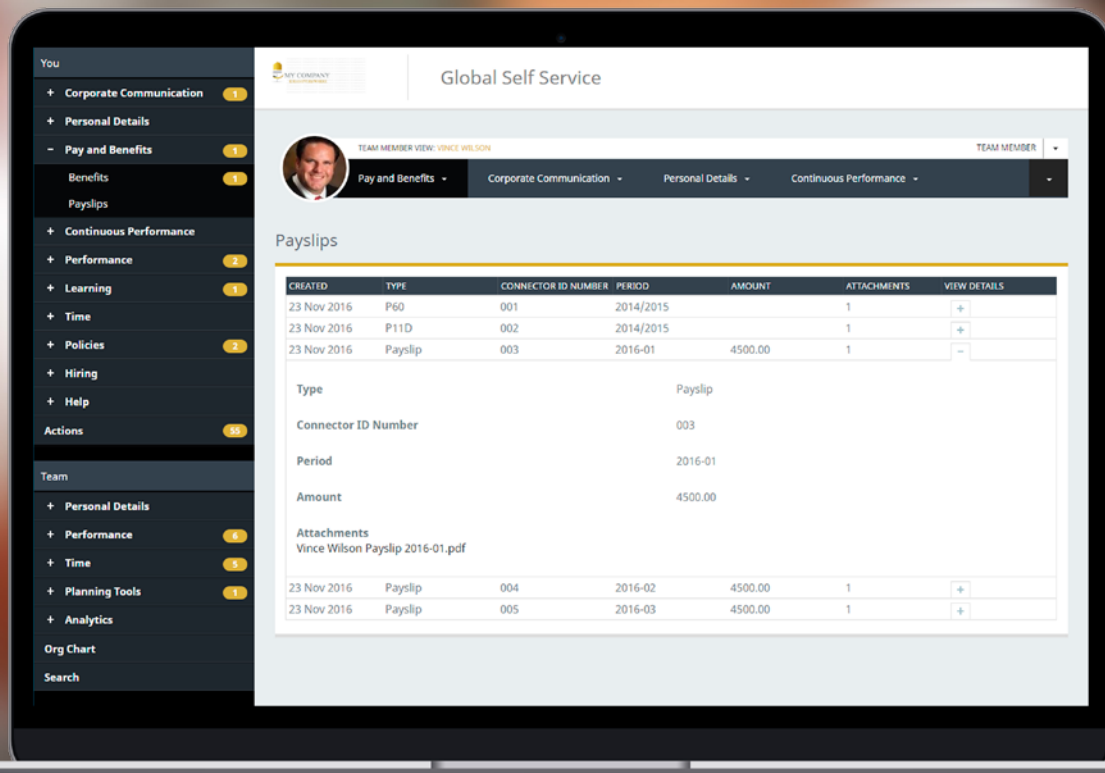 You
+ Corporate Communication 1
+ Personal Details
− Pay and Benefits 1
Benefits 1
Payslips
+ Continuous Performance
+ Performance 2
+ Learning 1
+ Time
+ Policies 2
+ Hiring
+ Help
Actions 55
Team
+ Personal Details
+ Performance 6
+ Time 5
+ Planning Tools 1
+ Analytics
Org Chart
Search
MY COMPANY
Global Self Service
TEAM MEMBER VIEW: VINCE WILSON
TEAM MEMBER
Pay and Benefits Corporate Communication Personal Details Continuous Performance
Payslips
CREATED TYPE CONNECTOR ID NUMBER PERIOD AMOUNT ATTACHMENTS VIEW DETAILS
23 Nov 2016 P60 001 2014/2015 1 +
23 Nov 2016 P11D 002 2014/2015 1 +
23 Nov 2016 Payslip 003 2016-01 4500.00 1 −
Type Payslip
Connector ID Number 003
Period 2016-01
Amount 4500.00
Attachments
Vince Wilson Payslip 2016-01.pdf
23 Nov 2016 Payslip 004 2016-02 4500.00 1 +
23 Nov 2016 Payslip 005 2016-03 4500.00 1 +